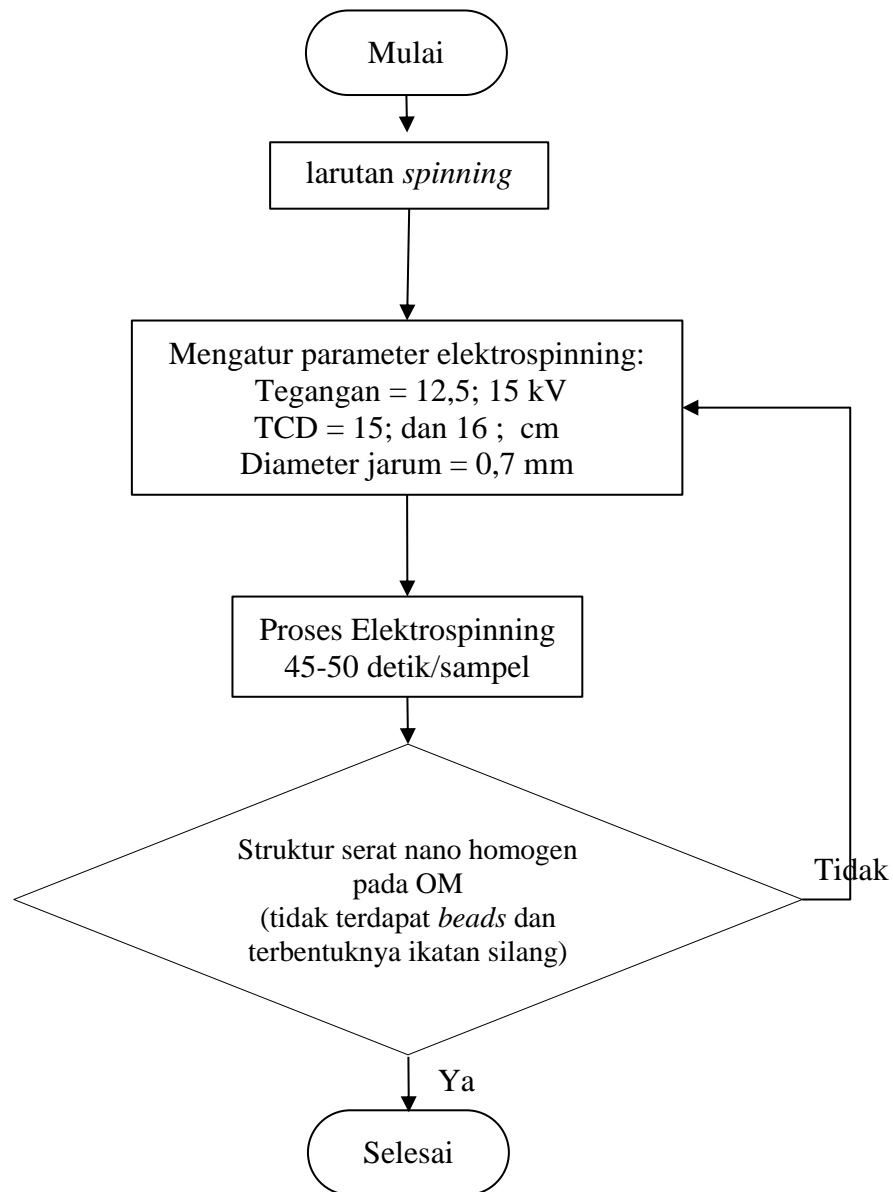 Mulai
larutan spinning
Mengatur parameter elektrospinning:
Tegangan = 12,5; 15 kV
TCD = 15; dan 16 ;  cm
Diameter jarum = 0,7 mm
Proses Elektrospinning
45-50 detik/sampel
Struktur serat nano homogen
pada OM
(tidak terdapat beads dan
terbentuknya ikatan silang)
Tidak
Ya
Selesai